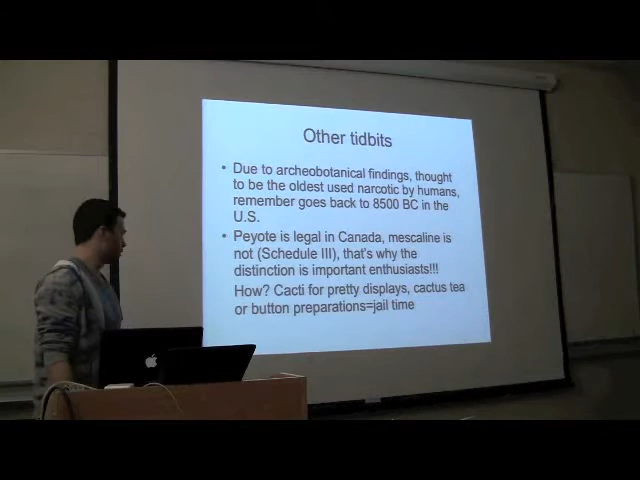 Other tidbits
• Due to archeobotanical findings, thought
to be the oldest used narcotic by humans,
remember goes back to 8500 BC in the
U.S.
• Peyote is legal in Canada, mescaline is
not (Schedule III), that's why the
distinction is important enthusiasts!!!
How? Cacti for pretty displays, cactus tea
or button preparations=jail time